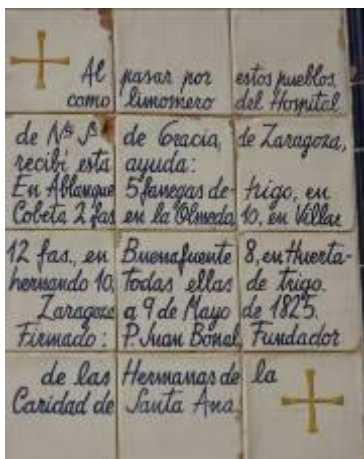 Al pasar por estos pueblos
como limosnero del Hospital
de Nª Sª de Gracia, de Zaragoza,
recibí esta ayuda:
En Ablanque 5 fanegas de trigo, en
Cobeta 2 fas en la Olmeda 10, en Villar
12 fas., en Buenafuente 8, en Huerta-
hernando 10, todas ellas de trigo.
Zaragoza a 9 de Mayo de 1825.
Firmado: P. Juan Bonal, Fundador
de las Hermanas de la
Caridad de Santa Ana.